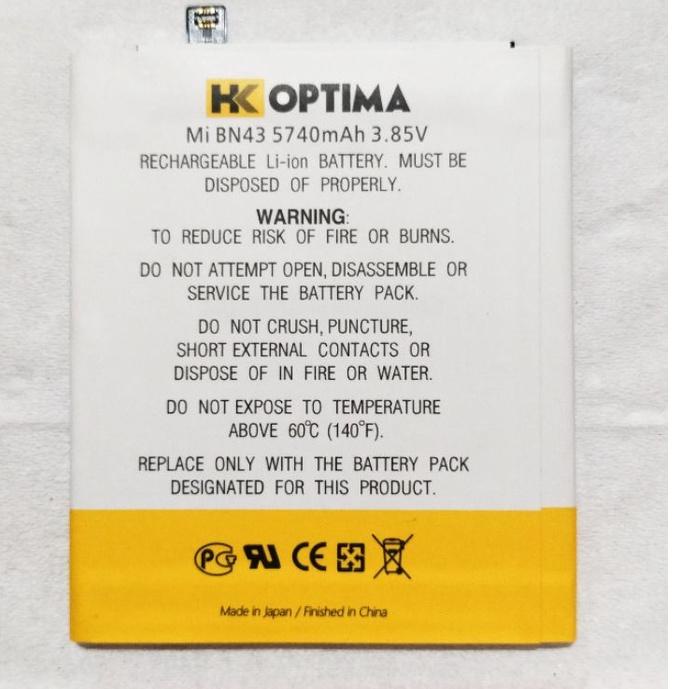 HK OPTIMA
Mi BN43 5740mAh 3.85V
RECHARGEABLE Li-ion BATTERY. MUST BE
DISPOSED OF PROPERLY.
WARNING:
TO REDUCE RISK OF FIRE OR BURNS.
DO NOT ATTEMPT OPEN, DISASSEMBLE OR
SERVICE THE BATTERY PACK.
DO NOT CRUSH, PUNCTURE,
SHORT EXTERNAL CONTACTS OR
DISPOSE OF IN FIRE OR WATER.
DO NOT EXPOSE TO TEMPERATURE
ABOVE 60°C (140°F).
REPLACE ONLY WITH THE BATTERY PACK
DESIGNATED FOR THIS PRODUCT.
PG RU CE
Made in Japan / Finished in China